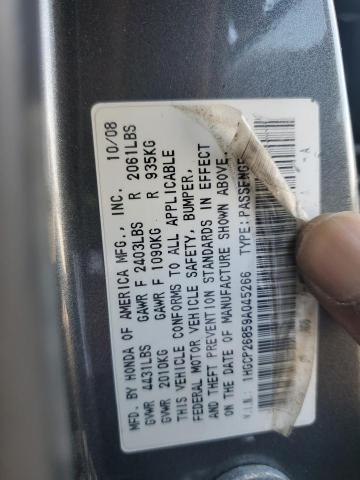 MFD. BY HONDA OF AMERICA MFG., INC. 10/08
GVWR 4431LBS GAWR F 2403LBS R 2061LBS
GVWR 2010KG GAWR F 1090KG R 935KG
THIS VEHICLE CONFORMS TO ALL APPLICABLE
FEDERAL MOTOR VEHICLE SAFETY, BUMPER,
AND THEFT PREVENTION STANDARDS IN EFFECT
ON THE DATE OF MANUFACTURE SHOWN ABOVE.
V.I.N.: 1HGCP26859A045266 TYPE:PASSENGE